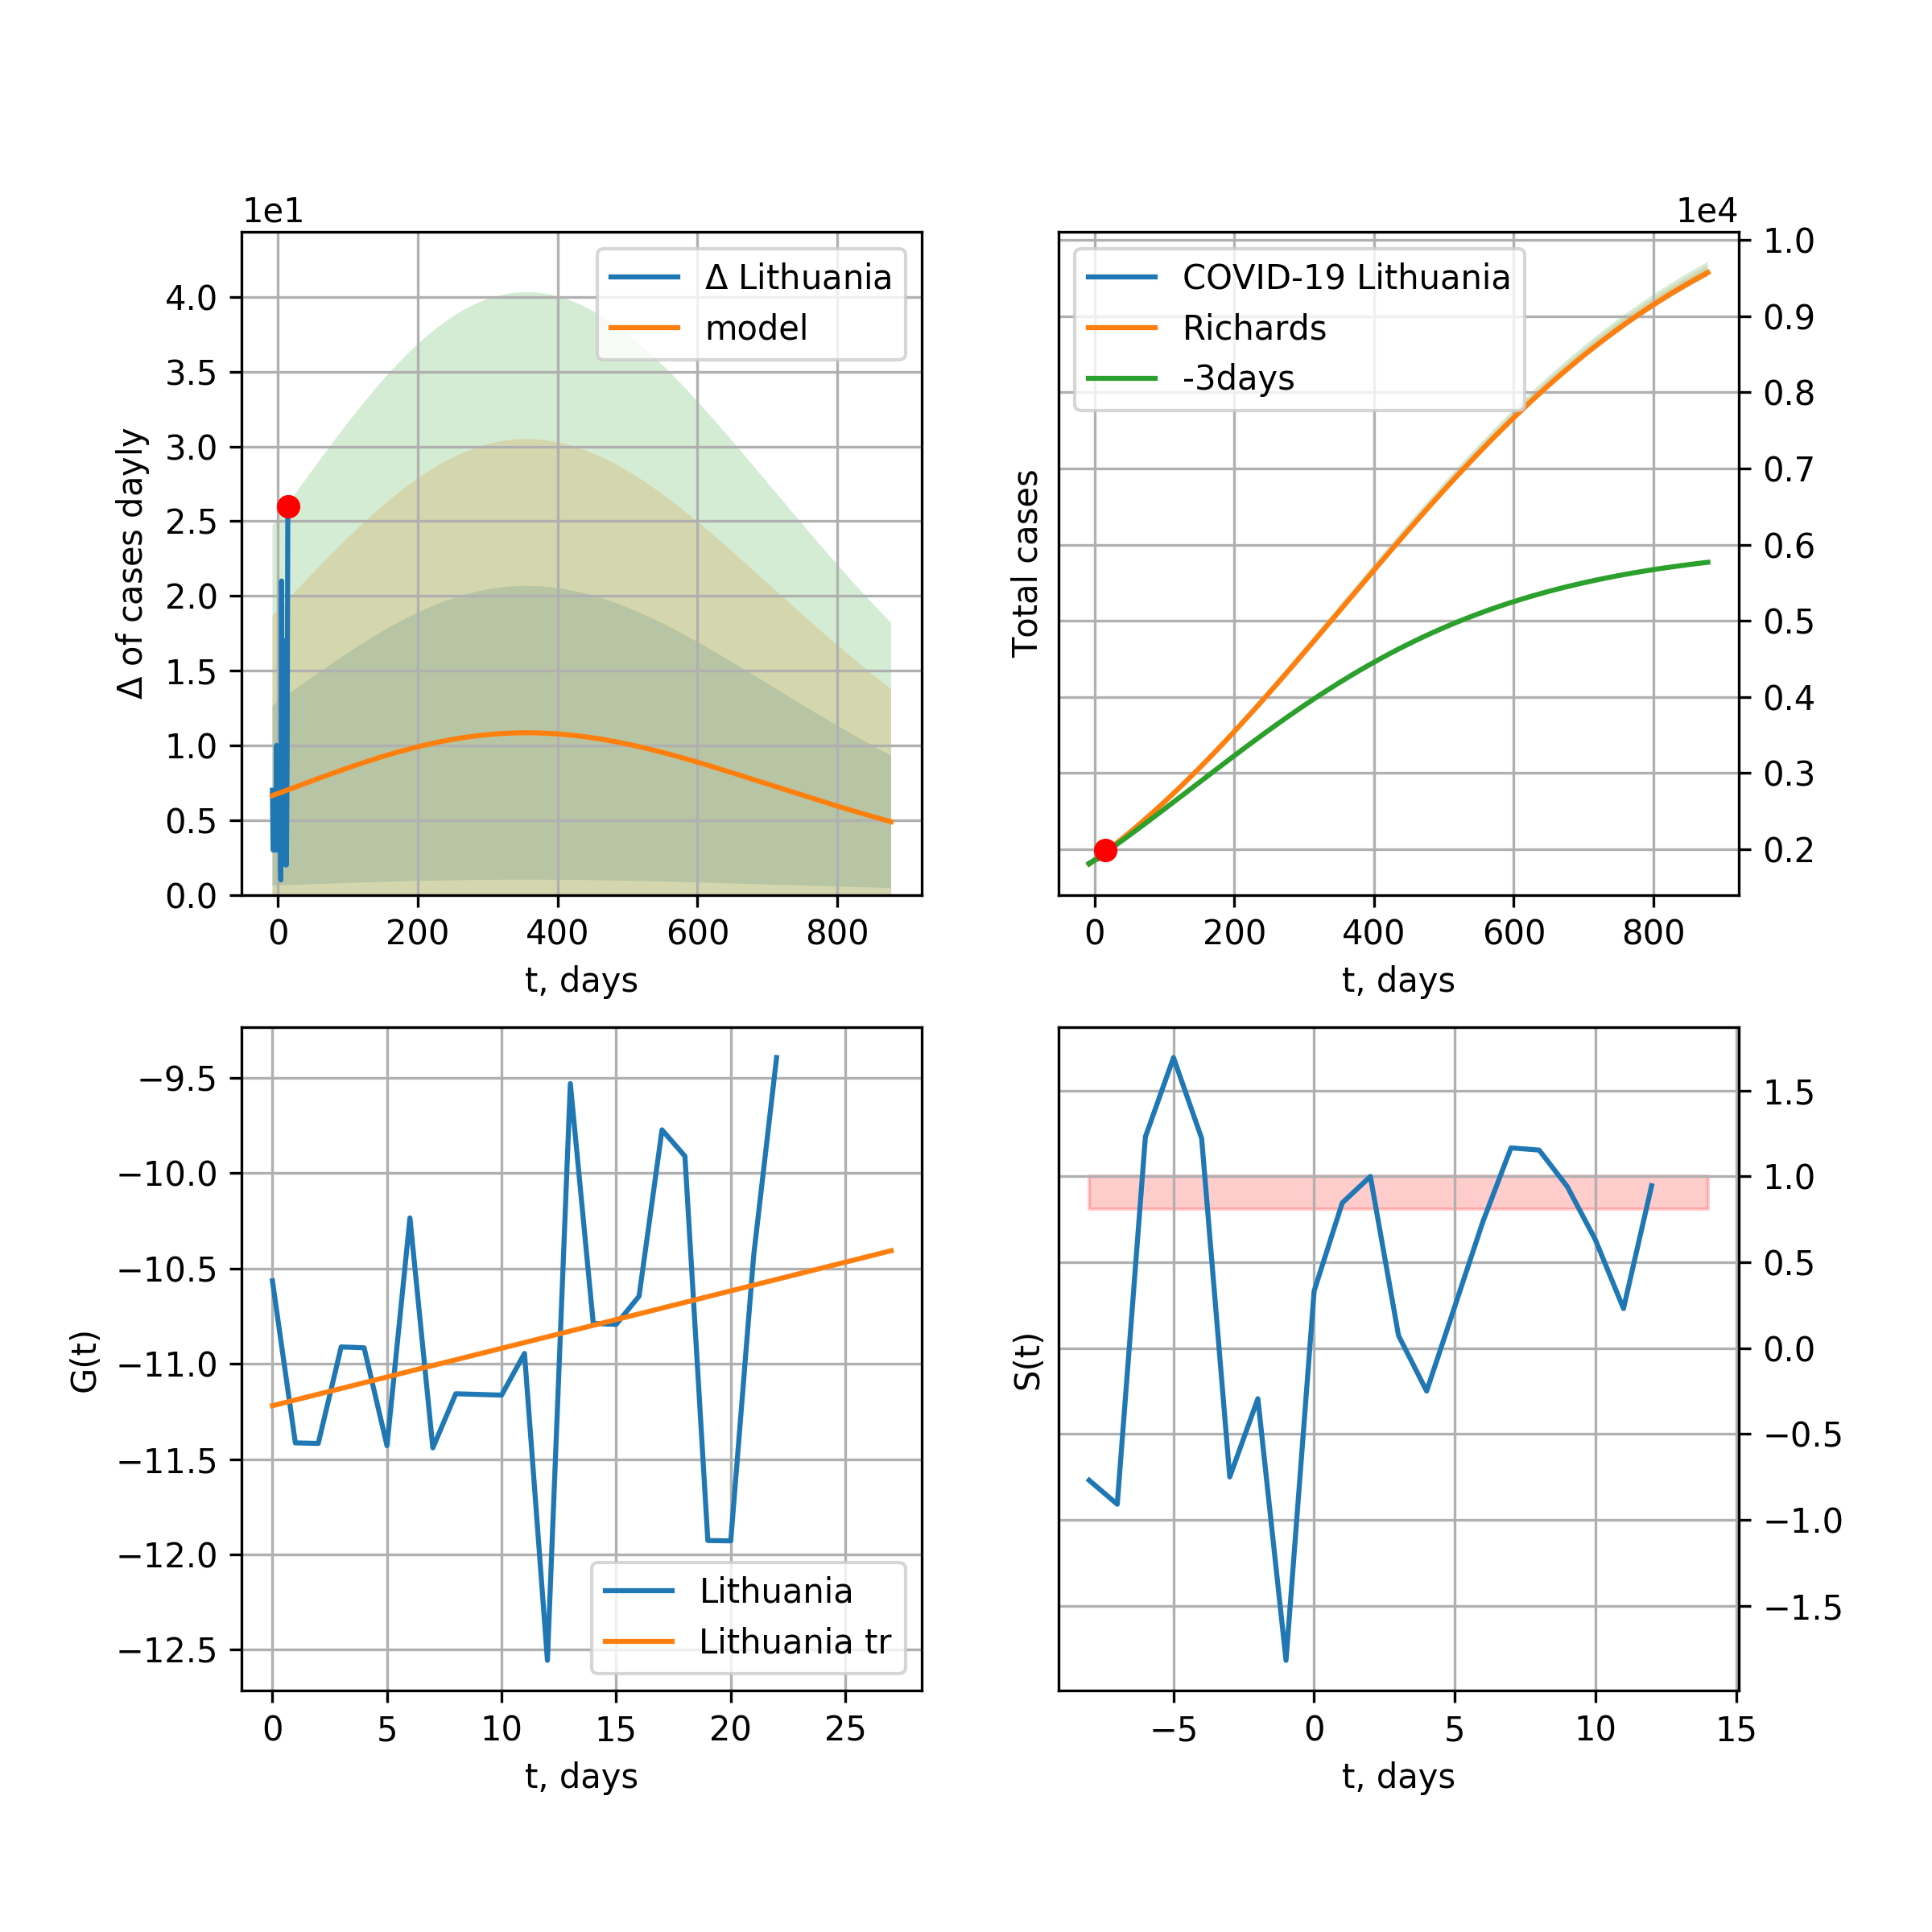 1e1
Δ Lithuania
model
4.0
3.5
3.0
2.5
2.0
1.5
1.0
0.5
0.0
Δ of cases dayly
0 200 400 600 800
t, days
1e4
COVID-19 Lithuania
Richards
-3days
1.0
0.9
0.8
0.7
0.6
0.5
0.4
0.3
0.2
Total cases
0 200 400 600 800
t, days
−9.5
−10.0
−10.5
−11.0
−11.5
−12.0
−12.5
G(t)
Lithuania
Lithuania tr
0 5 10 15 20 25
t, days
1.5
1.0
0.5
0.0
−0.5
−1.0
−1.5
S(t)
−5 0 5 10 15
t, days